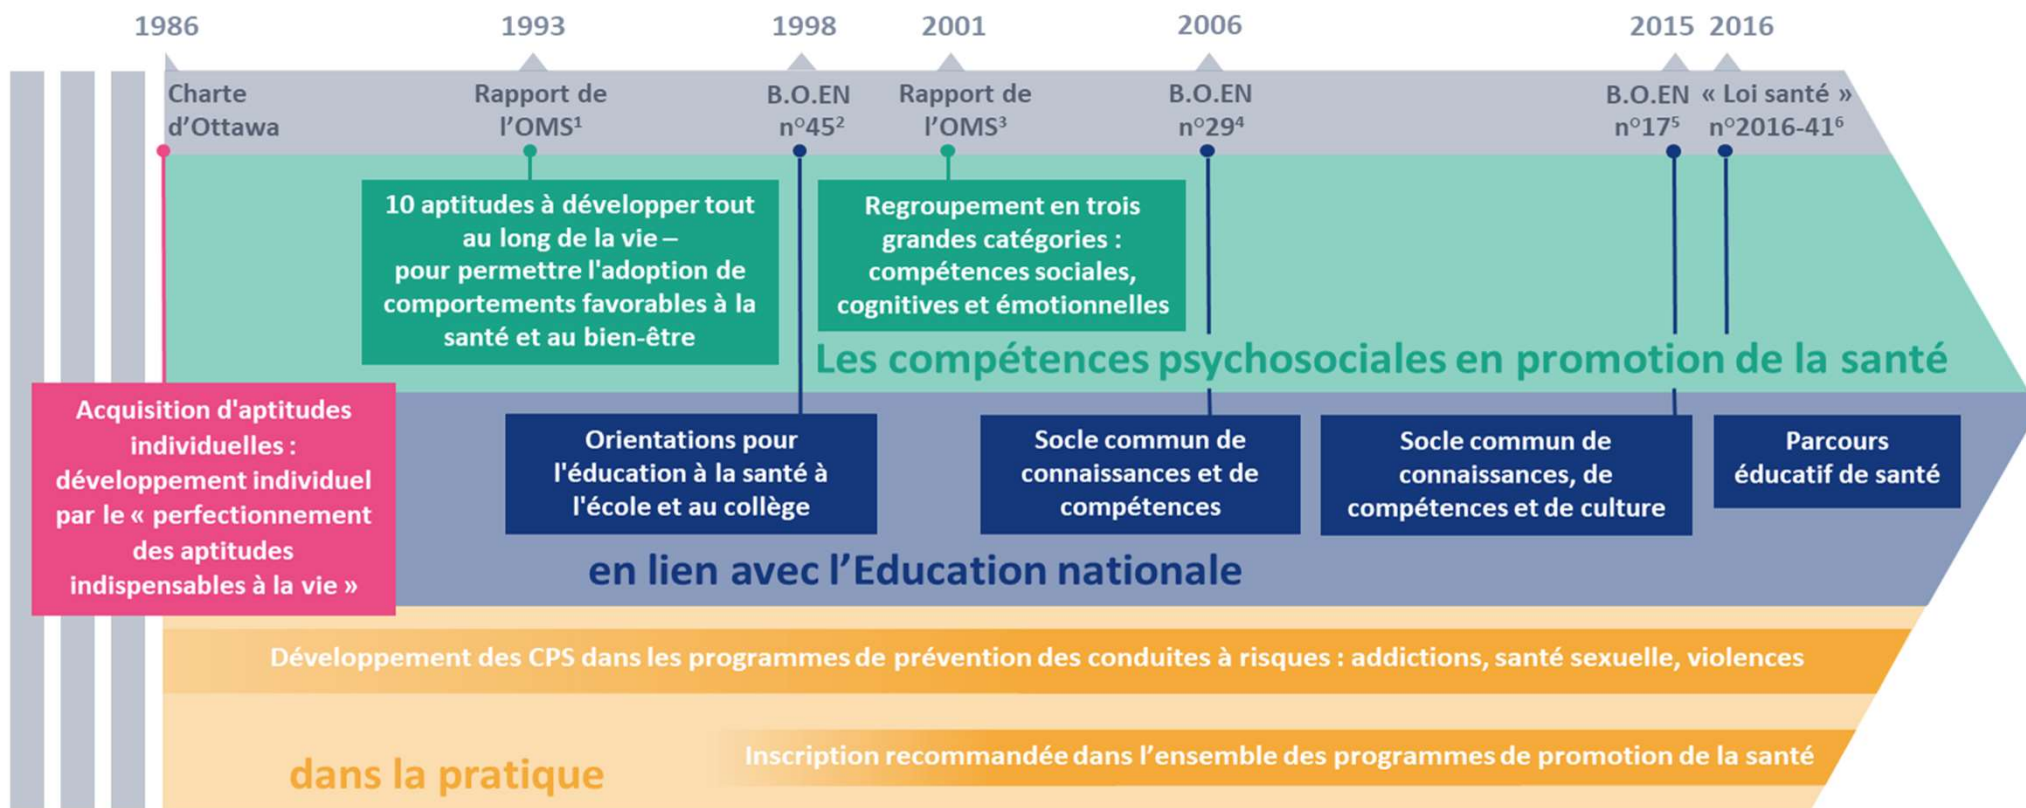 1986
1993
1998
2001
2006
2015
2016
Charte
d’Ottawa
Rapport de
l’OMS¹
B.O.EN
n°45²
Rapport de
l’OMS³
B.O.EN
n°29⁴
B.O.EN
n°17⁵
« Loi santé »
n°2016-41⁶
10 aptitudes à développer tout
au long de la vie –
pour permettre l'adoption de
comportements favorables à la
santé et au bien-être
Regroupement en trois
grandes catégories :
compétences sociales,
cognitives et émotionnelles
Les compétences psychosociales en promotion de la santé
Acquisition d'aptitudes
individuelles :
développement individuel
par le « perfectionnement
des aptitudes
indispensables à la vie »
Orientations pour
l'éducation à la santé à
l'école et au collège
Socle commun de
connaissances et de
compétences
Socle commun de
connaissances, de
compétences et de culture
Parcours
éducatif de santé
en lien avec l’Education nationale
Développement des CPS dans les programmes de prévention des conduites à risques : addictions, santé sexuelle, violences
Inscription recommandée dans l’ensemble des programmes de promotion de la santé
dans la pratique